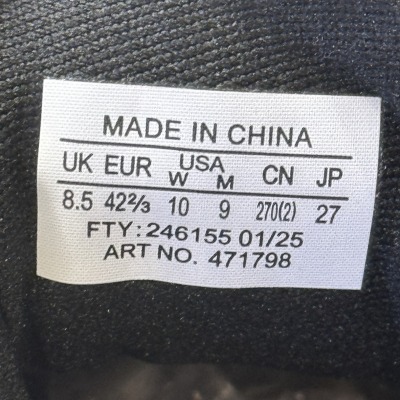 MADE IN CHINA
UK EUR USA W M CN JP
8.5 42⅔ 10 9 270(2) 27
FTY: 246155 01/25
ART NO. 471798